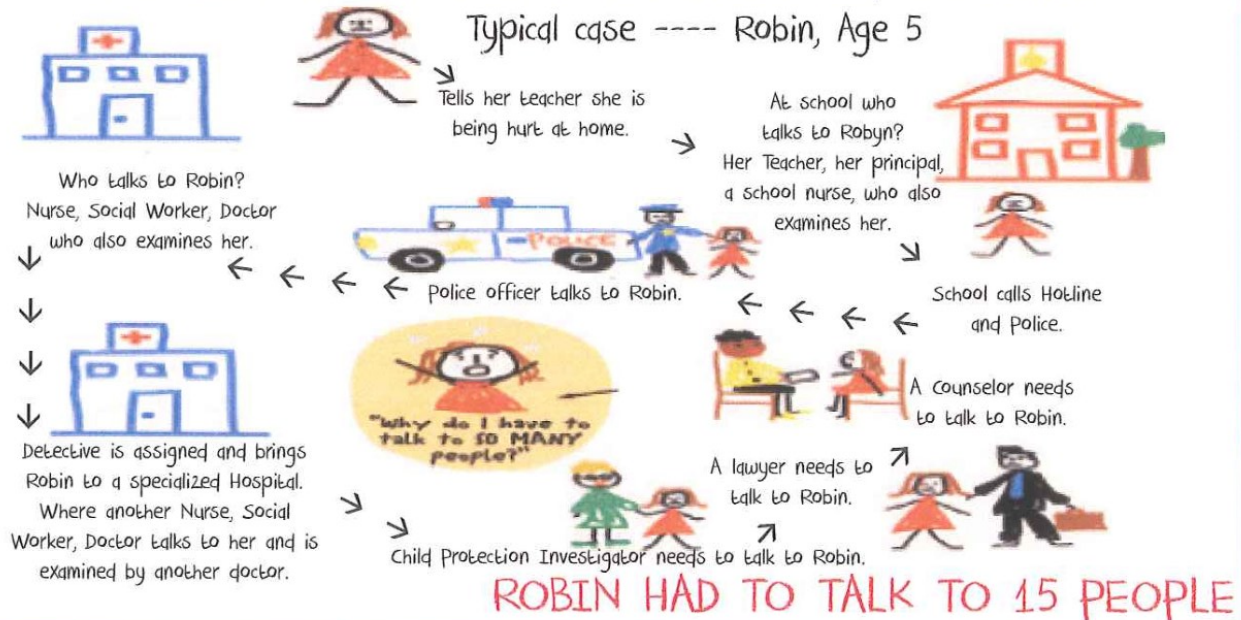 Typical case ---- Robin, Age 5
Tells her teacher she is
being hurt at home.
At school who
talks to Robyn?
Her Teacher, her principal,
a school nurse, who also
examines her.
School calls Hotline
and Police.
POLICE
Police officer talks to Robin.
Who talks to Robin?
Nurse, Social Worker, Doctor
who also examines her.
Detective is assigned and brings
Robin to a specialized Hospital.
Where another Nurse, Social
Worker, Doctor talks to her and is
examined by another doctor.
Child Protection Investigator needs to talk to Robin.
A lawyer needs to
talk to Robin.
A Counselor needs
to talk to Robin.
"Why do I have to
talk to SO MANY
people?"
ROBIN HAD TO TALK TO 15 PEOPLE